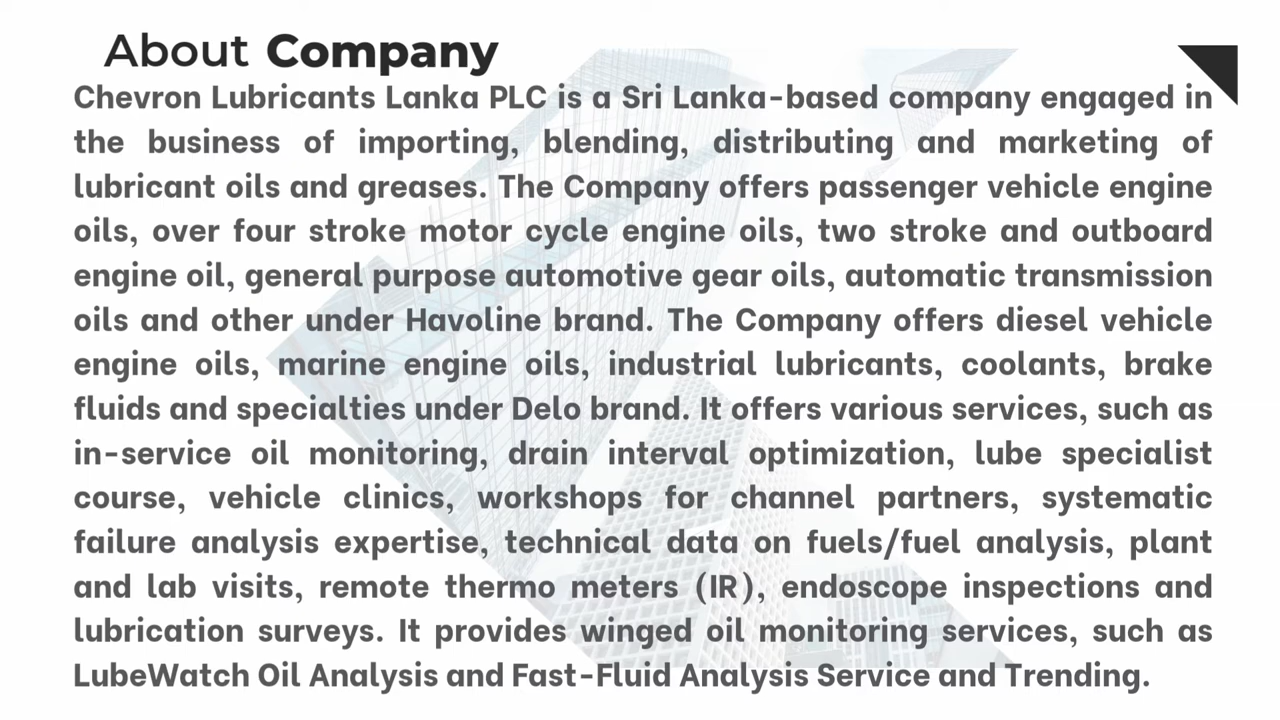 About Company
Chevron Lubricants Lanka PLC is a Sri Lanka-based company engaged in
the business of importing, blending, distributing and marketing of
lubricant oils and greases. The Company offers passenger vehicle engine
oils, over four stroke motor cycle engine oils, two stroke and outboard
engine oil, general purpose automotive gear oils, automatic transmission
oils and other under Havoline brand. The Company offers diesel vehicle
engine oils, marine engine oils, industrial lubricants, coolants, brake
fluids and specialties under Delo brand. It offers various services, such as
in-service oil monitoring, drain interval optimization, lube specialist
course, vehicle clinics, workshops for channel partners, systematic
failure analysis expertise, technical data on fuels/fuel analysis, plant
and lab visits, remote thermo meters (IR), endoscope inspections and
lubrication surveys. It provides winged oil monitoring services, such as
LubeWatch Oil Analysis and Fast-Fluid Analysis Service and Trending.